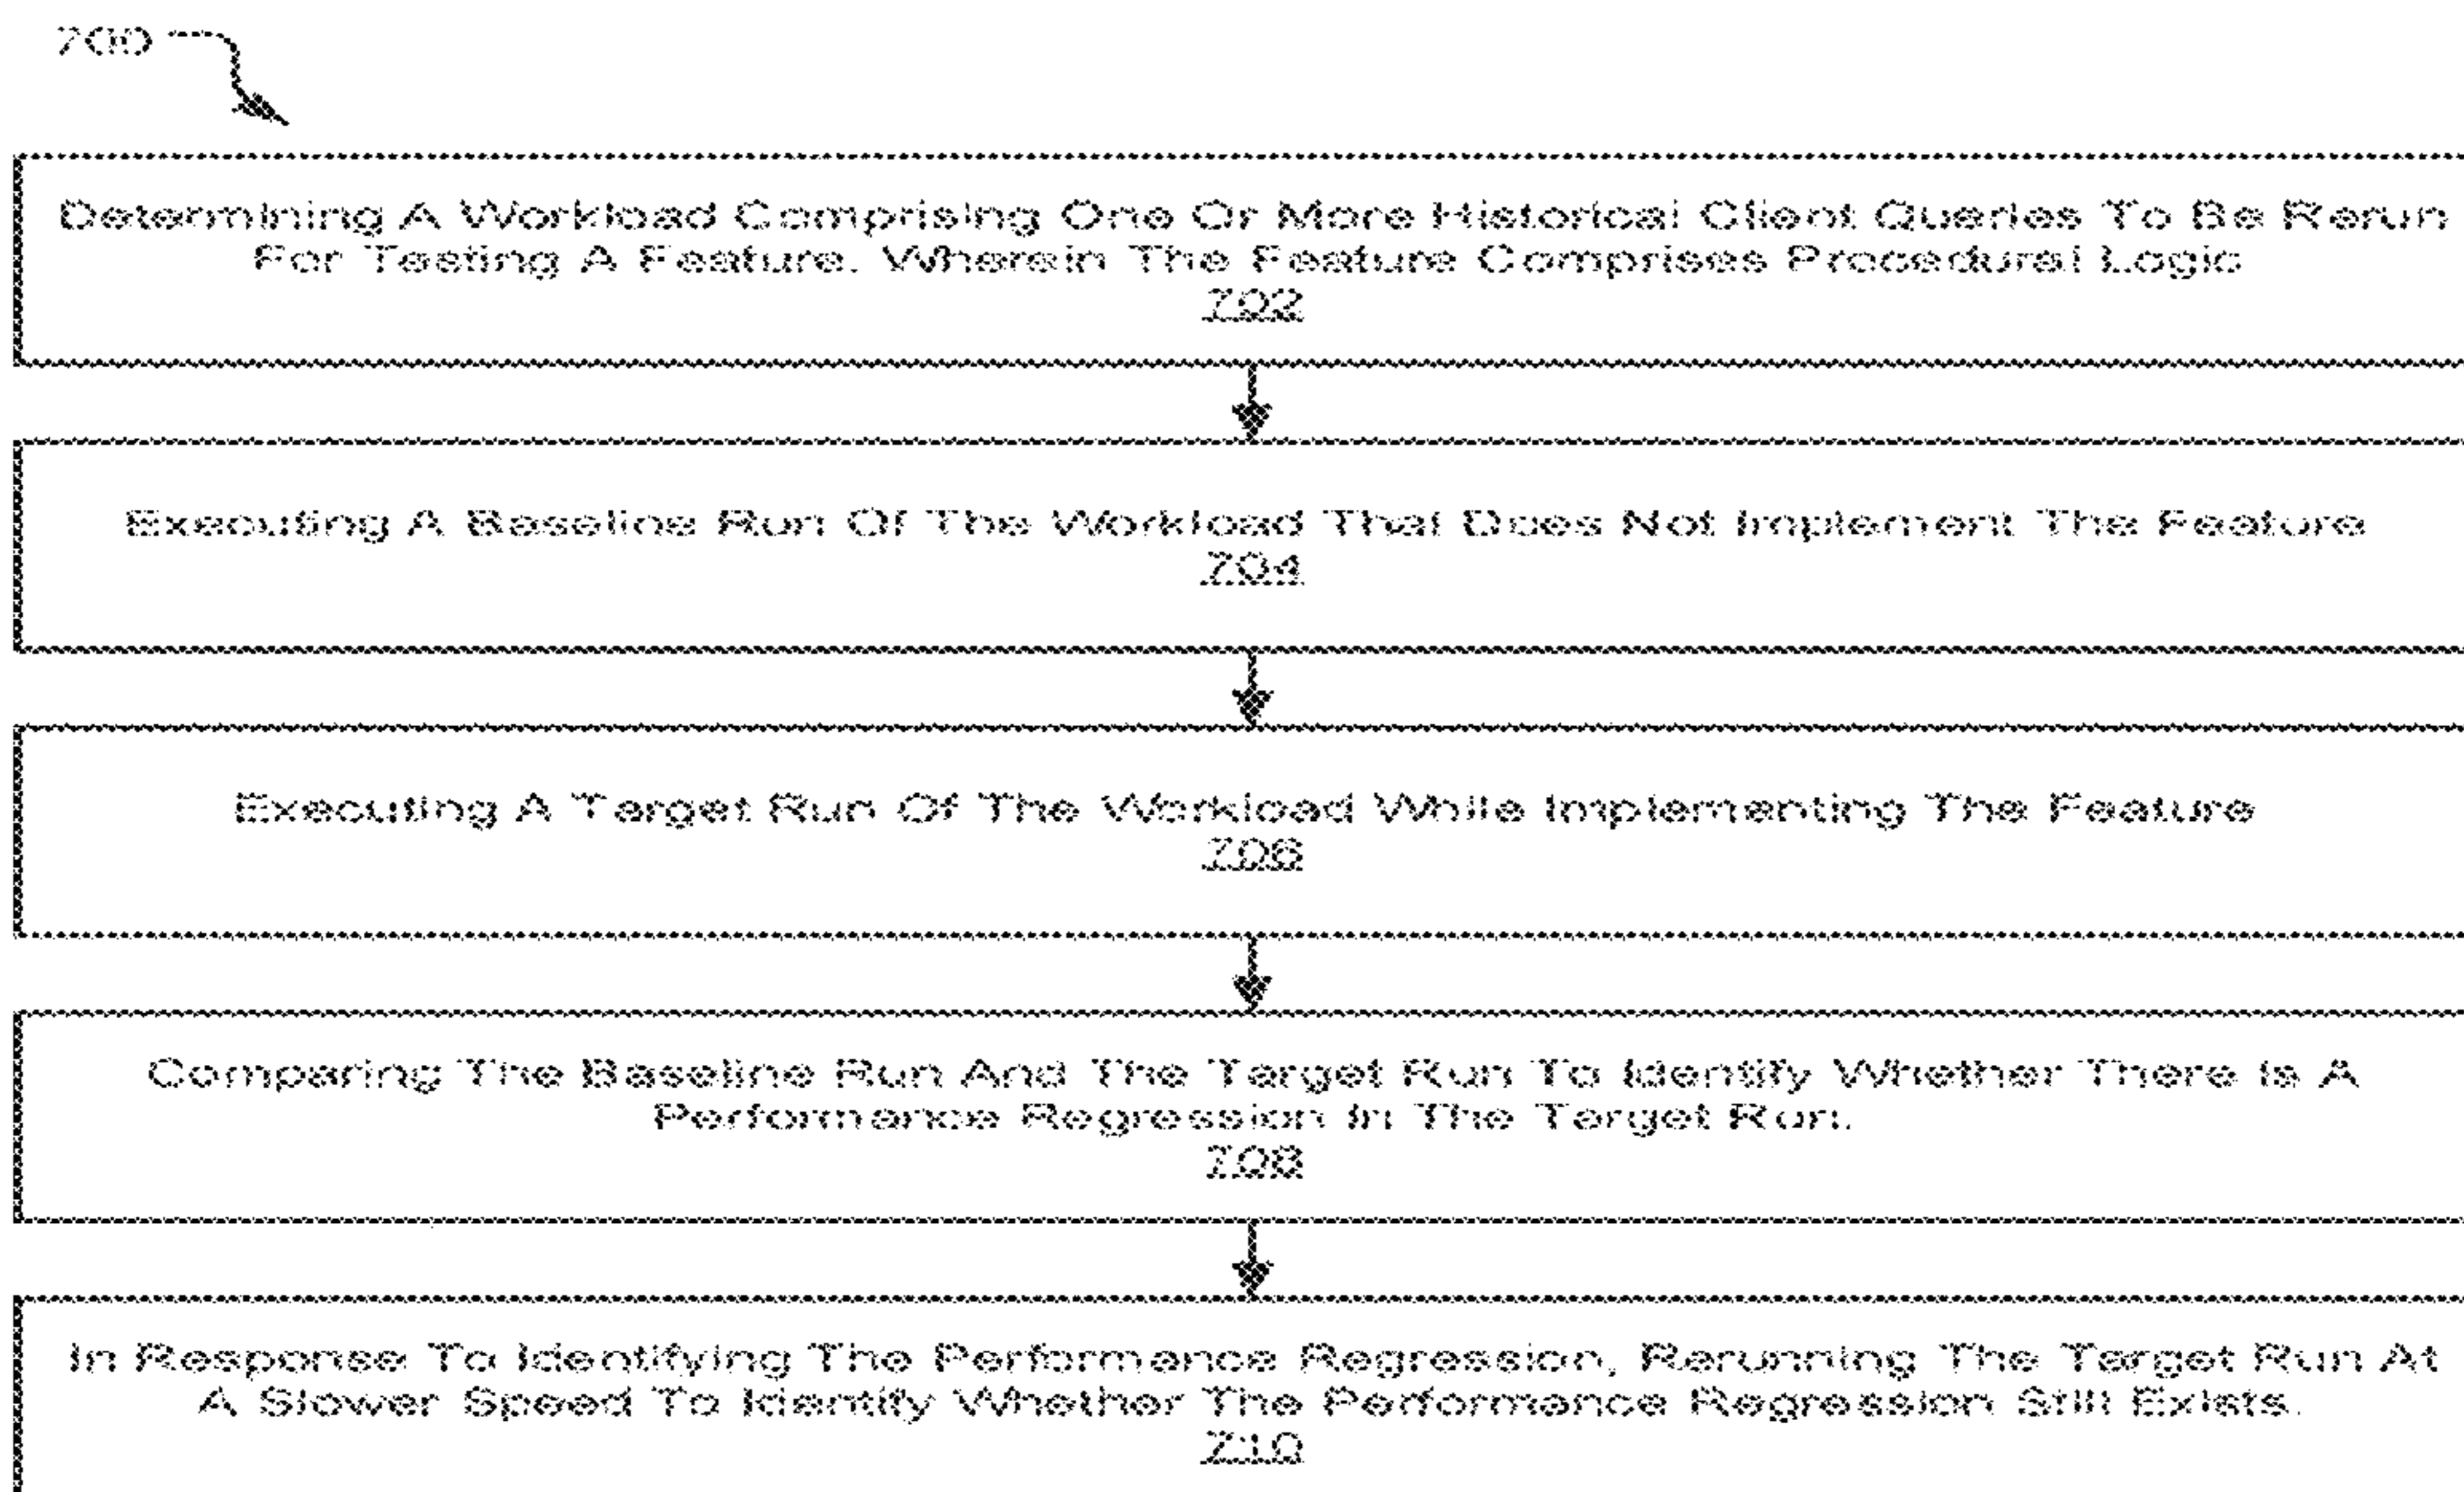 700
Determining A Workload Comprising One Or More Historical Client Queries To Be Rerun
For Testing A Feature, Wherein The Feature Comprises Procedural Logic
702
Executing A Baseline Run Of The Workload That Does Not Implement The Feature
704
Executing A Target Run Of The Workload While Implementing The Feature
706
Comparing The Baseline Run And The Target Run To Identify Whether There Is A
Performance Regression In The Target Run.
708
In Response To Identifying The Performance Regression, Rerunning The Target Run At
A Slower Speed To Identify Whether The Performance Regression Still Exists.
710